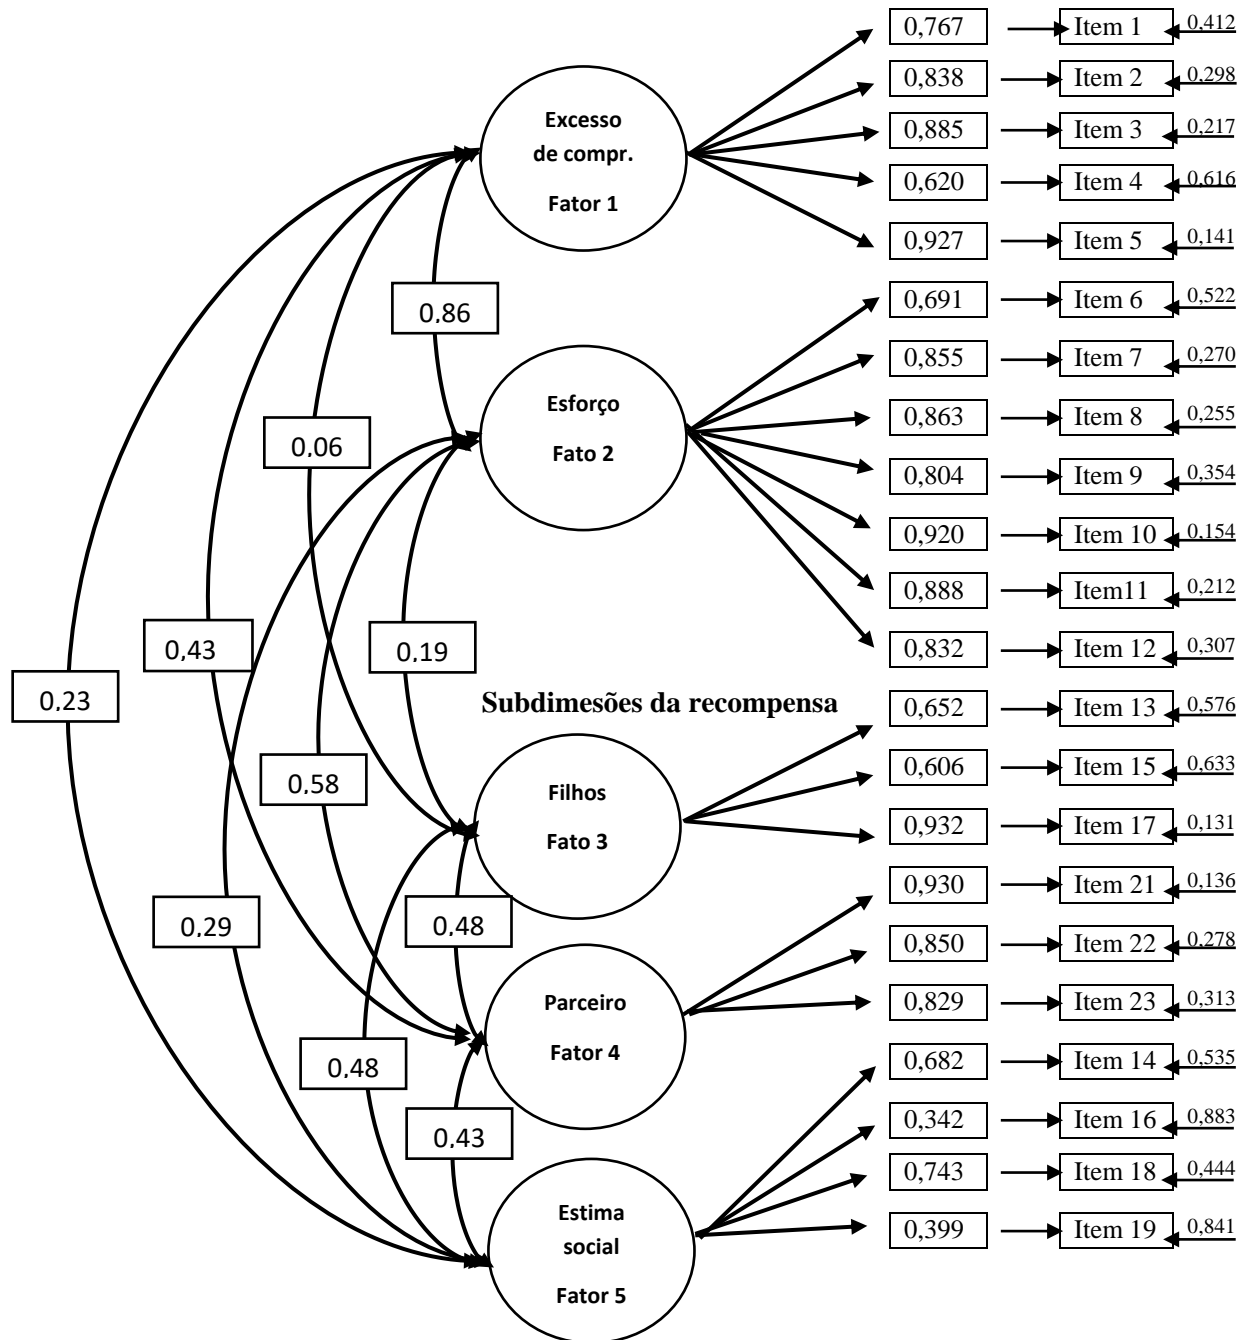 0,767 Item 1 0,412
0,838 Item 2 0,298
0,885 Item 3 0,217
0,620 Item 4 0,616
0,927 Item 5 0,141
Excesso
de compr.
Fator 1
0,86
0,691 Item 6 0,522
0,855 Item 7 0,270
0,863 Item 8 0,255
0,804 Item 9 0,354
0,920 Item 10 0,154
0,888 Item11 0,212
0,832 Item 12 0,307
Esforço
Fato 2
0,06
0,43
0,19
0,23
Subdimesões da recompensa
0,652 Item 13 0,576
0,606 Item 15 0,633
0,932 Item 17 0,131
Filhos
Fato 3
0,58
0,29
0,48
0,930 Item 21 0,136
0,850 Item 22 0,278
0,829 Item 23 0,313
Parceiro
Fator 4
0,48
0,43
0,682 Item 14 0,535
0,342 Item 16 0,883
0,743 Item 18 0,444
0,399 Item 19 0,841
Estima
social
Fator 5